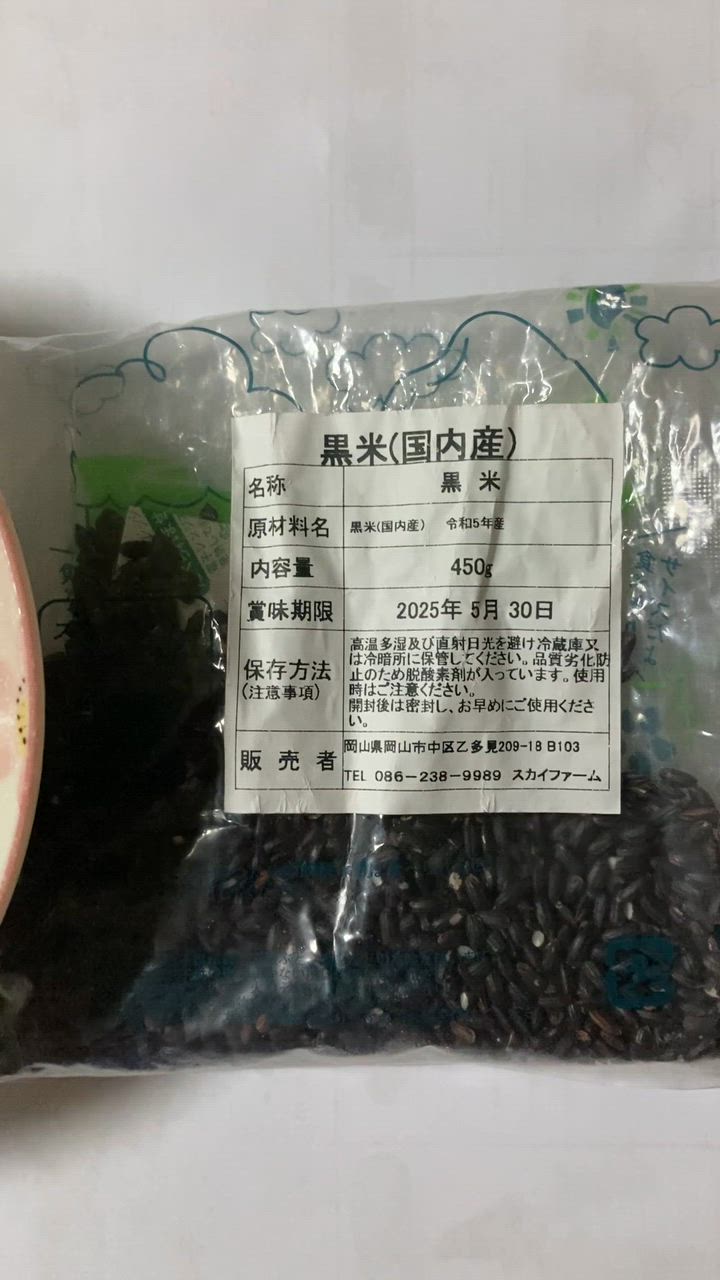 黒米(国内産)
名称 黒 米
原材料名 黒米(国内産) 令和5年産
内容量 450g
賞味期限 2025年 5月 30日
保存方法
(注意事項)
高温多湿及び直射日光を避け冷蔵庫又
は冷暗所に保管してください。品質劣化防
止のため脱酸素剤が入っています。使用
時はご注意ください。
開封後は密封し、お早めにご使用くださ
い。
販 売 者
岡山県岡山市中区乙多見209-18 B103
TEL 086-238-9989 スカイファーム